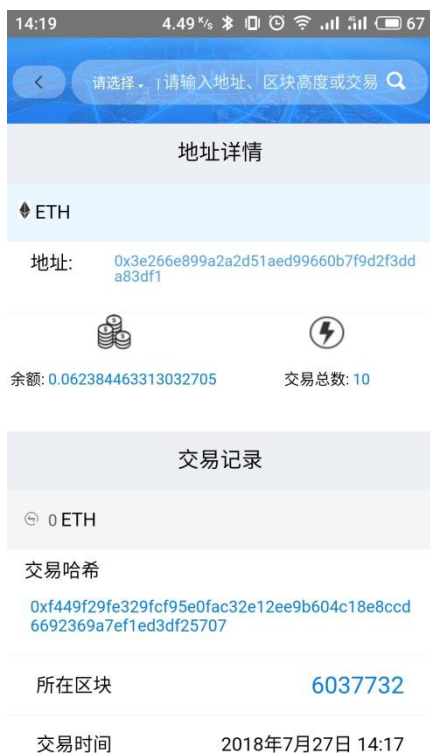 14:19 4.49 K/s 67
请选择 | 请输入地址、区块高度或交易
地址详情
ETH
地址: 0x3e266e899a2a2d51aed99660b7f9d2f3dd
a83df1
余额: 0.062384463313032705 交易总数: 10
交易记录
0 ETH
交易哈希
0xf449f29fe329fcf95e0fac32e12ee9b604c18e8ccd
6692369a7ef1ed3df25707
所在区块 6037732
交易时间 2018年7月27日 14:17